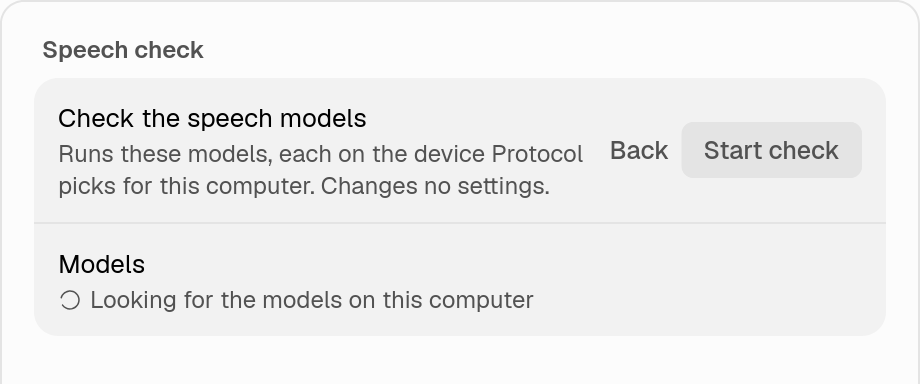 Speech check
Check the speech models
Runs these models, each on the device Protocol
picks for this computer. Changes no settings.
Back
Start check
Models
Looking for the models on this computer